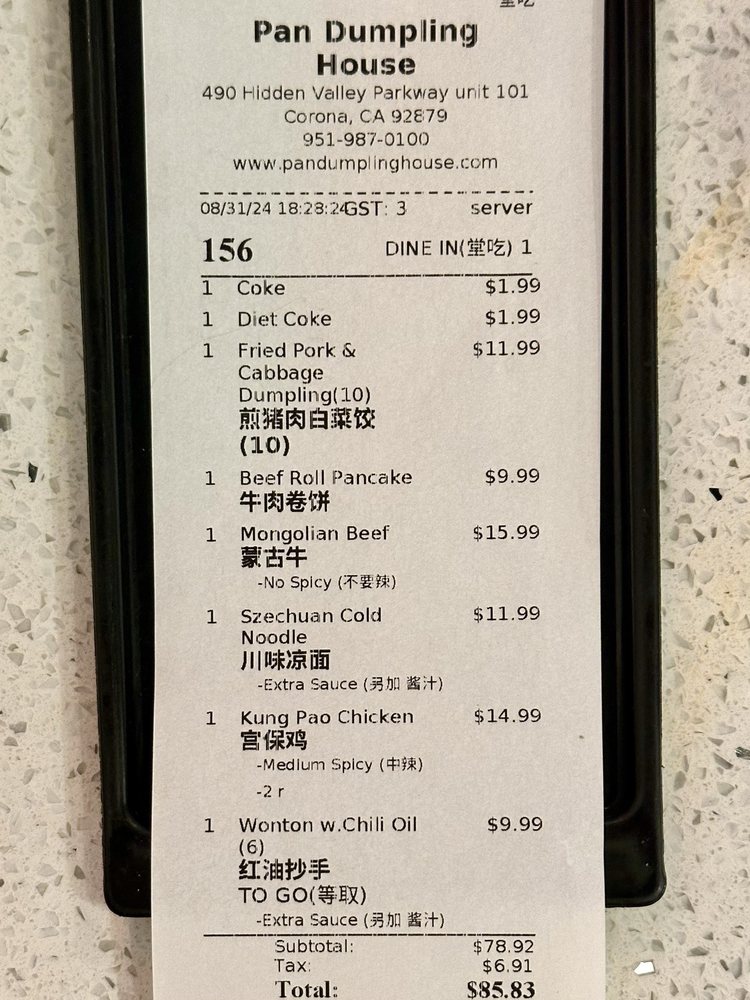 堂吃
Pan Dumpling
House
490 Hidden Valley Parkway unit 101
Corona, CA 92879
951-987-0100
www.pandumplinghouse.com
08/31/24 18:28:24 GST: 3 server
156 DINE IN(堂吃) 1
1 Coke $1.99
1 Diet Coke $1.99
1 Fried Pork & $11.99
Cabbage
Dumpling(10)
煎猪肉白菜饺
(10)
1 Beef Roll Pancake $9.99
牛肉卷饼
1 Mongolian Beef $15.99
蒙古牛
-No Spicy (不要辣)
1 Szechuan Cold $11.99
Noodle
川味凉面
-Extra Sauce (另加 酱汁)
1 Kung Pao Chicken $14.99
宫保鸡
-Medium Spicy (中辣)
-2 r
1 Wonton w.Chili Oil $9.99
(6)
红油抄手
TO GO(等取)
-Extra Sauce (另加 酱汁)
Subtotal: $78.92
Tax: $6.91
Total: $85.83